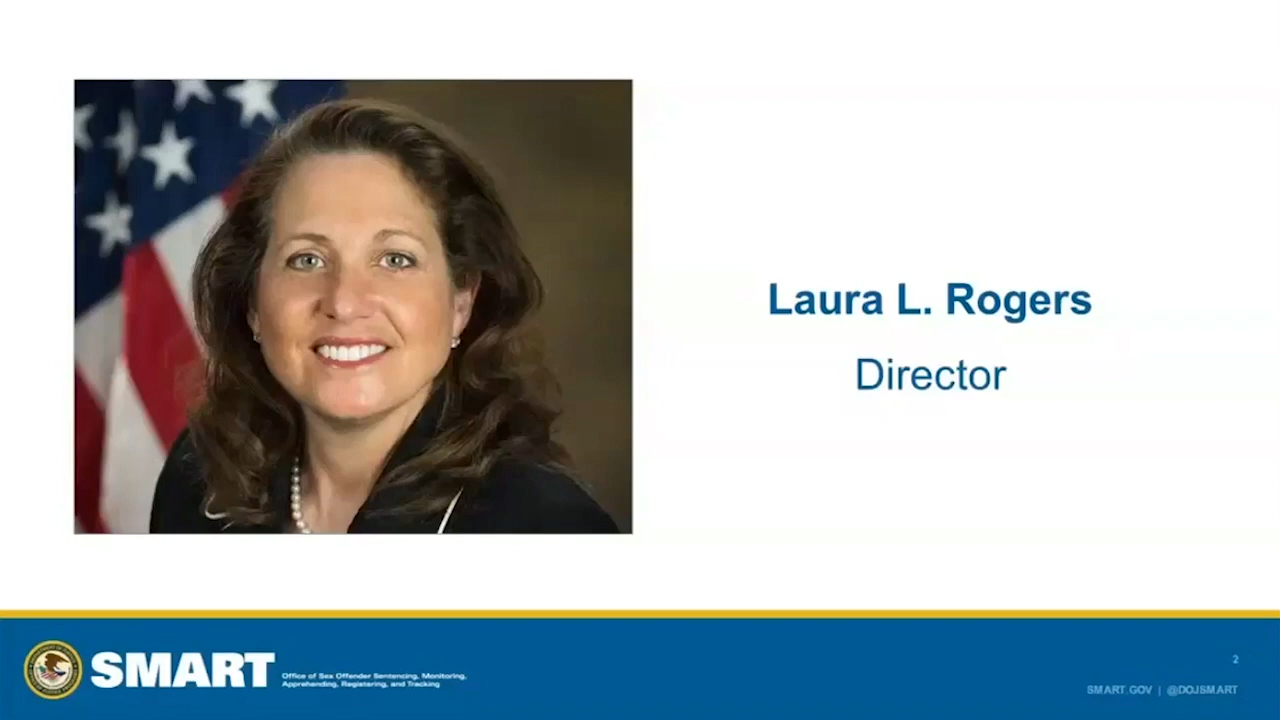 Laura L. Rogers
Director
SMART
Office of Sex Offender Sentencing, Monitoring,
Apprehending, Registering, and Tracking
2
SMART.GOV | @DOJSMART